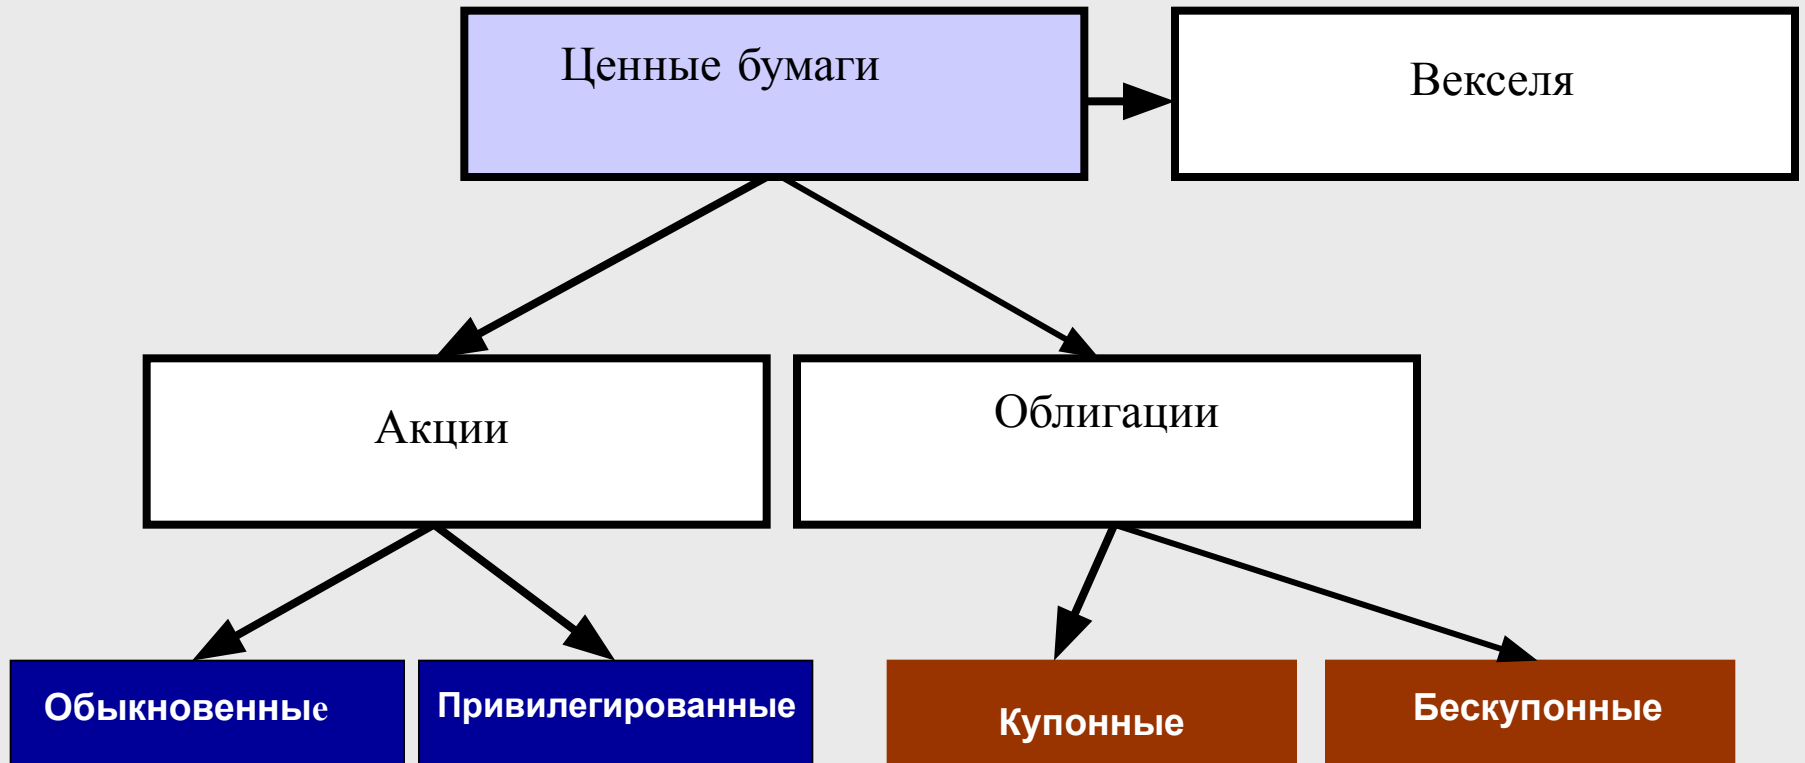 Ценные бумаги
Векселя
Акции
Облигации
Обыкновенные
Привилегированные
Купонные
Бескупонные